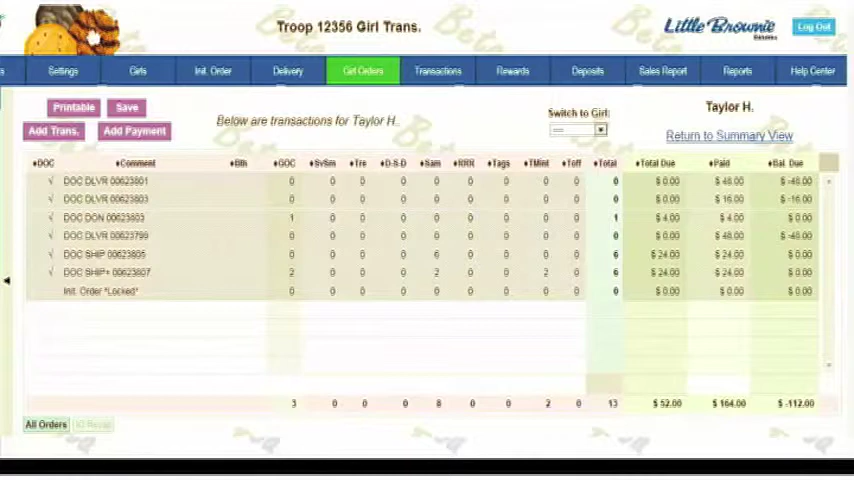 Troop 12356 Girl Trans.
Little Brownie
Bakers
Log Out
Settings Girls Init. Order Delivery Girl Orders Transactions Rewards Deposits Sales Report Reports Help Center
Printable Save
Add Trans. Add Payment
Below are transactions for Taylor H.
Switch to Girl:
Taylor H.
Return to Summary View
DOC Comment Bth GOC SvSm Tre D-S-D Sam RRR Tags TMint Toff Total Total Due Paid Bal. Due
√ DOC DLVR 00623801 0 0 0 0 0 0 0 0 0 0 $ 0.00 $ 48.00 $ -48.00
√ DOC DLVR 00623803 0 0 0 0 0 0 0 0 0 0 $ 0.00 $ 16.00 $ -16.00
√ DOC DON 00623803 1 0 0 0 0 0 0 0 0 1 $ 4.00 $ 4.00 $ 0.00
√ DOC DLVR 00623799 0 0 0 0 0 0 0 0 0 0 $ 0.00 $ 48.00 $ -48.00
√ DOC SHIP 00623805 0 0 0 0 6 0 0 0 0 6 $ 24.00 $ 24.00 $ 0.00
√ DOC SHIP+ 00623807 2 0 0 0 2 0 0 2 0 6 $ 24.00 $ 24.00 $ 0.00
Init. Order *Locked* 0 0 0 0 0 0 0 0 0 0 $ 0.00 $ 0.00 $ 0.00
3 0 0 0 8 0 0 2 0 13 $ 52.00 $ 164.00 $ -112.00
All Orders IO Recap
Beta